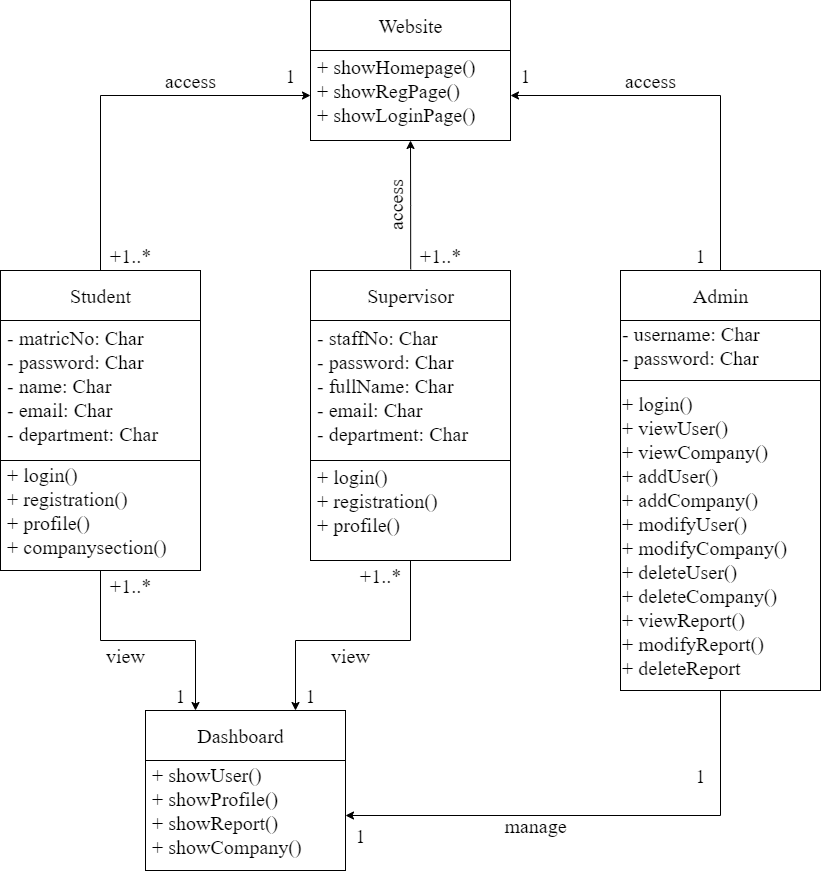 Website
+ showHomepage()
+ showRegPage()
+ showLoginPage()
access
1
1
access
access
+1..*
+1..*
1
Student
- matricNo: Char
- password: Char
- name: Char
- email: Char
- department: Char
+ login()
+ registration()
+ profile()
+ companysection()
Supervisor
- staffNo: Char
- password: Char
- fullName: Char
- email: Char
- department: Char
+ login()
+ registration()
+ profile()
Admin
- username: Char
- password: Char
+ login()
+ viewUser()
+ viewCompany()
+ addUser()
+ addCompany()
+ modifyUser()
+ modifyCompany()
+ deleteUser()
+ deleteCompany()
+ viewReport()
+ modifyReport()
+ deleteReport
+1..*
+1..*
view
view
1
1
Dashboard
+ showUser()
+ showProfile()
+ showReport()
+ showCompany()
1
manage
1